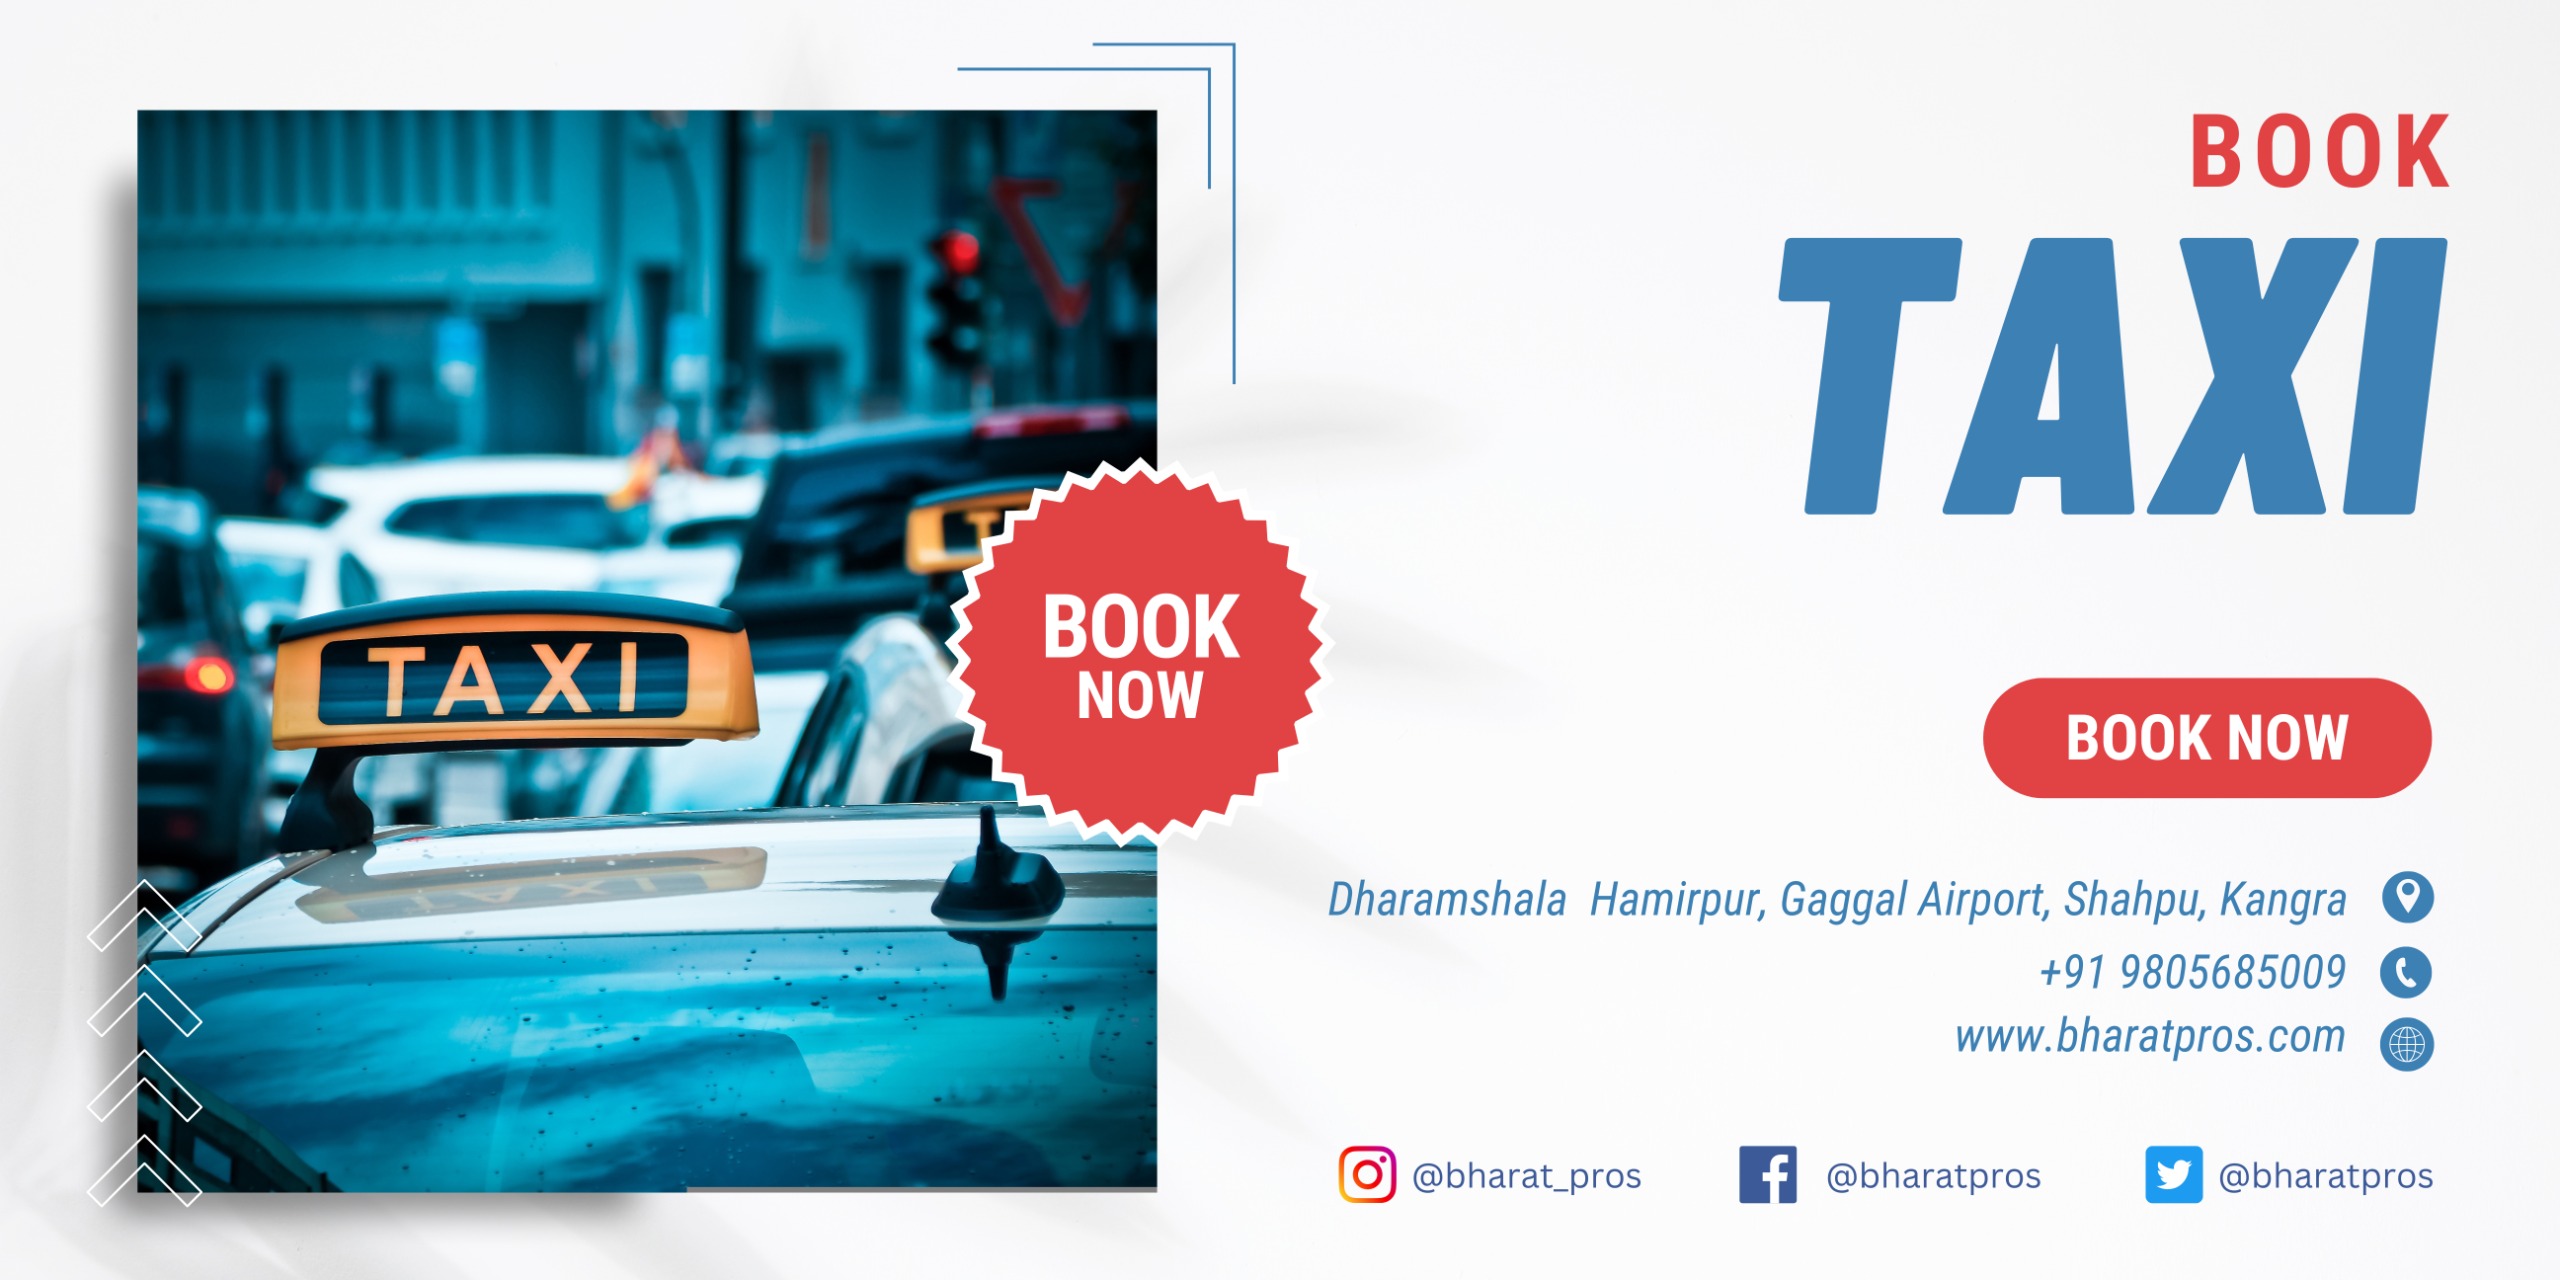 BOOK
TAXI
TAXI
T
TAXI
BOOK
NOW
BOOK NOW
Dharamshala  Hamirpur, Gaggal Airport, Shahpu, Kangra
+91 9805685009
www.bharatpros.com
@bharat_pros
@bharatpros
@bharatpros